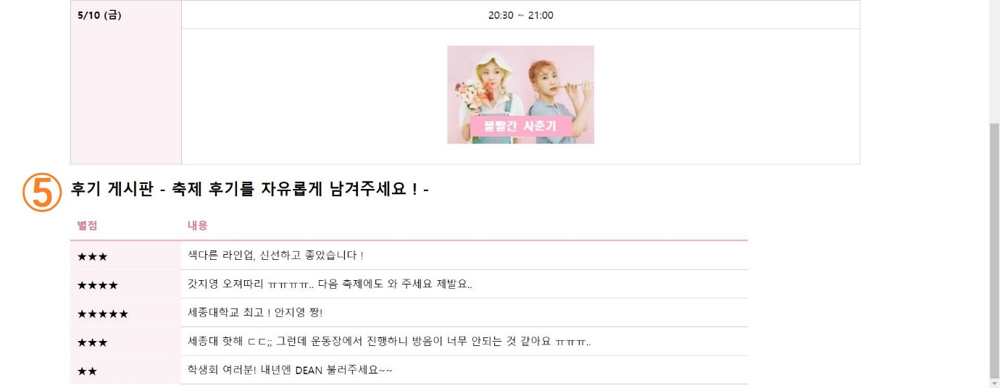 5/10 (금)
20:30 ~ 21:00
볼빨간 사춘기
⑤
후기 게시판 - 축제 후기를 자유롭게 남겨주세요 ! -
별점 내용
★★★ 색다른 라인업, 신선하고 좋았습니다 !
★★★★ 갓지영 오져따리 ㅠㅠㅠㅠ.. 다음 축제에도 와 주세요 제발요..
★★★★★ 세종대학교 최고 ! 안지영 짱!
★★★ 세종대 핫해 ㄷㄷ;; 그런데 운동장에서 진행하니 방음이 너무 안되는 것 같아요 ㅠㅠㅠ..
★★ 학생회 여러분! 내년엔 DEAN 불러주세요~~